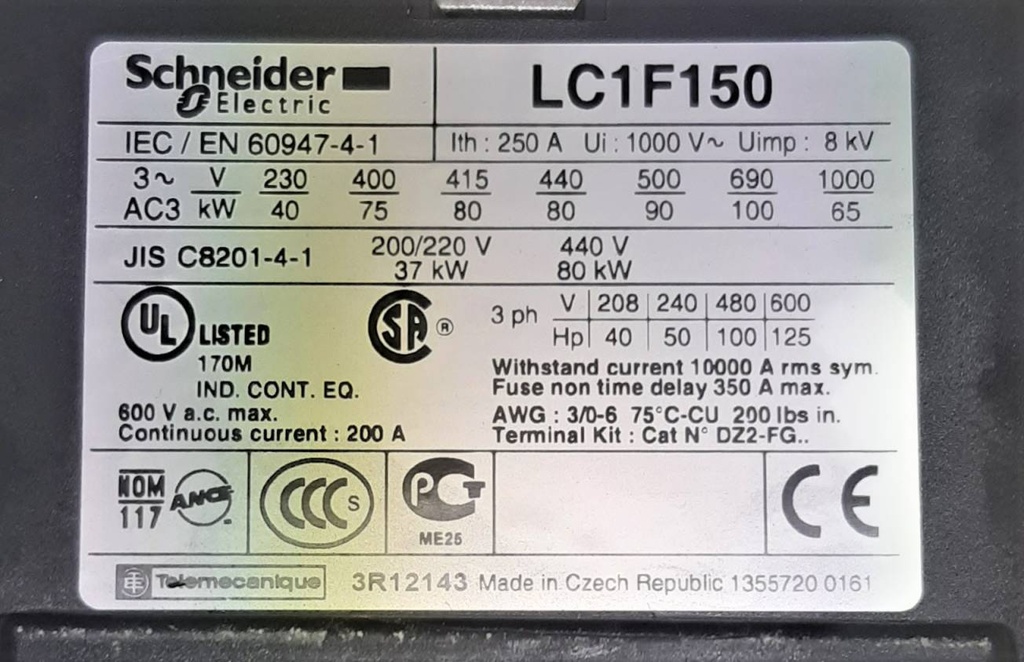 Schneider Electric
LC1F150
IEC / EN 60947-4-1
Ith : 250 A Ui : 1000 V~ Uimp : 8 kV
3~ V 230 400 415 440 500 690 1000
AC3 kW 40 75 80 80 90 100 65
JIS C8201-4-1 200/220 V 440 V
37 kW 80 kW
UL LISTED
170M
IND. CONT. EQ.
600 V a.c. max.
Continuous current : 200 A
SA ®
3 ph V 208 240 480 600
Hp 40 50 100 125
Withstand current 10000 A rms sym.
Fuse non time delay 350 A max.
AWG : 3/0-6 75°C-CU 200 lbs in.
Terminal Kit : Cat N° DZ2-FG..
NOM
117
ANCE
CCC S
PCT
ME25
CE
Telemecanique 3R12143 Made in Czech Republic 1355720 0161